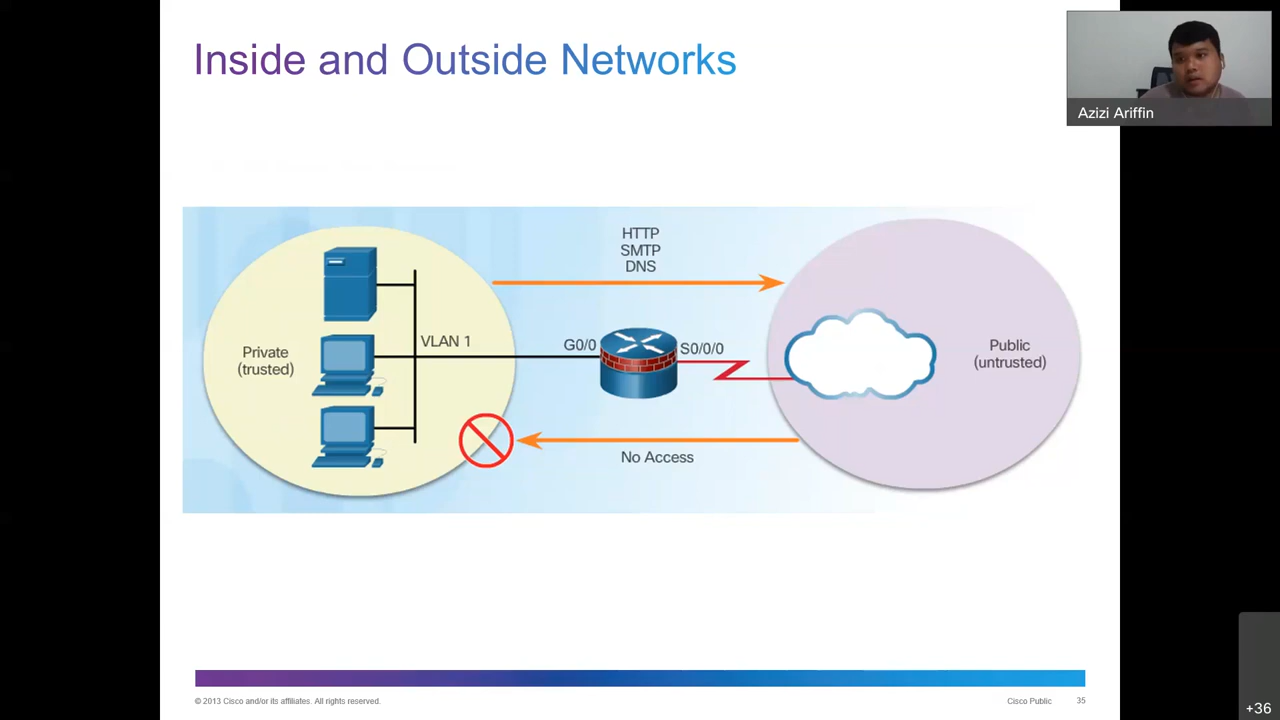 Inside and Outside Networks
Azizi Ariffin
HTTP
SMTP
DNS
Private
(trusted)
VLAN 1
G0/0
S0/0/0
Public
(untrusted)
No Access
© 2013 Cisco and/or its affiliates. All rights reserved.
Cisco Public
35
+36